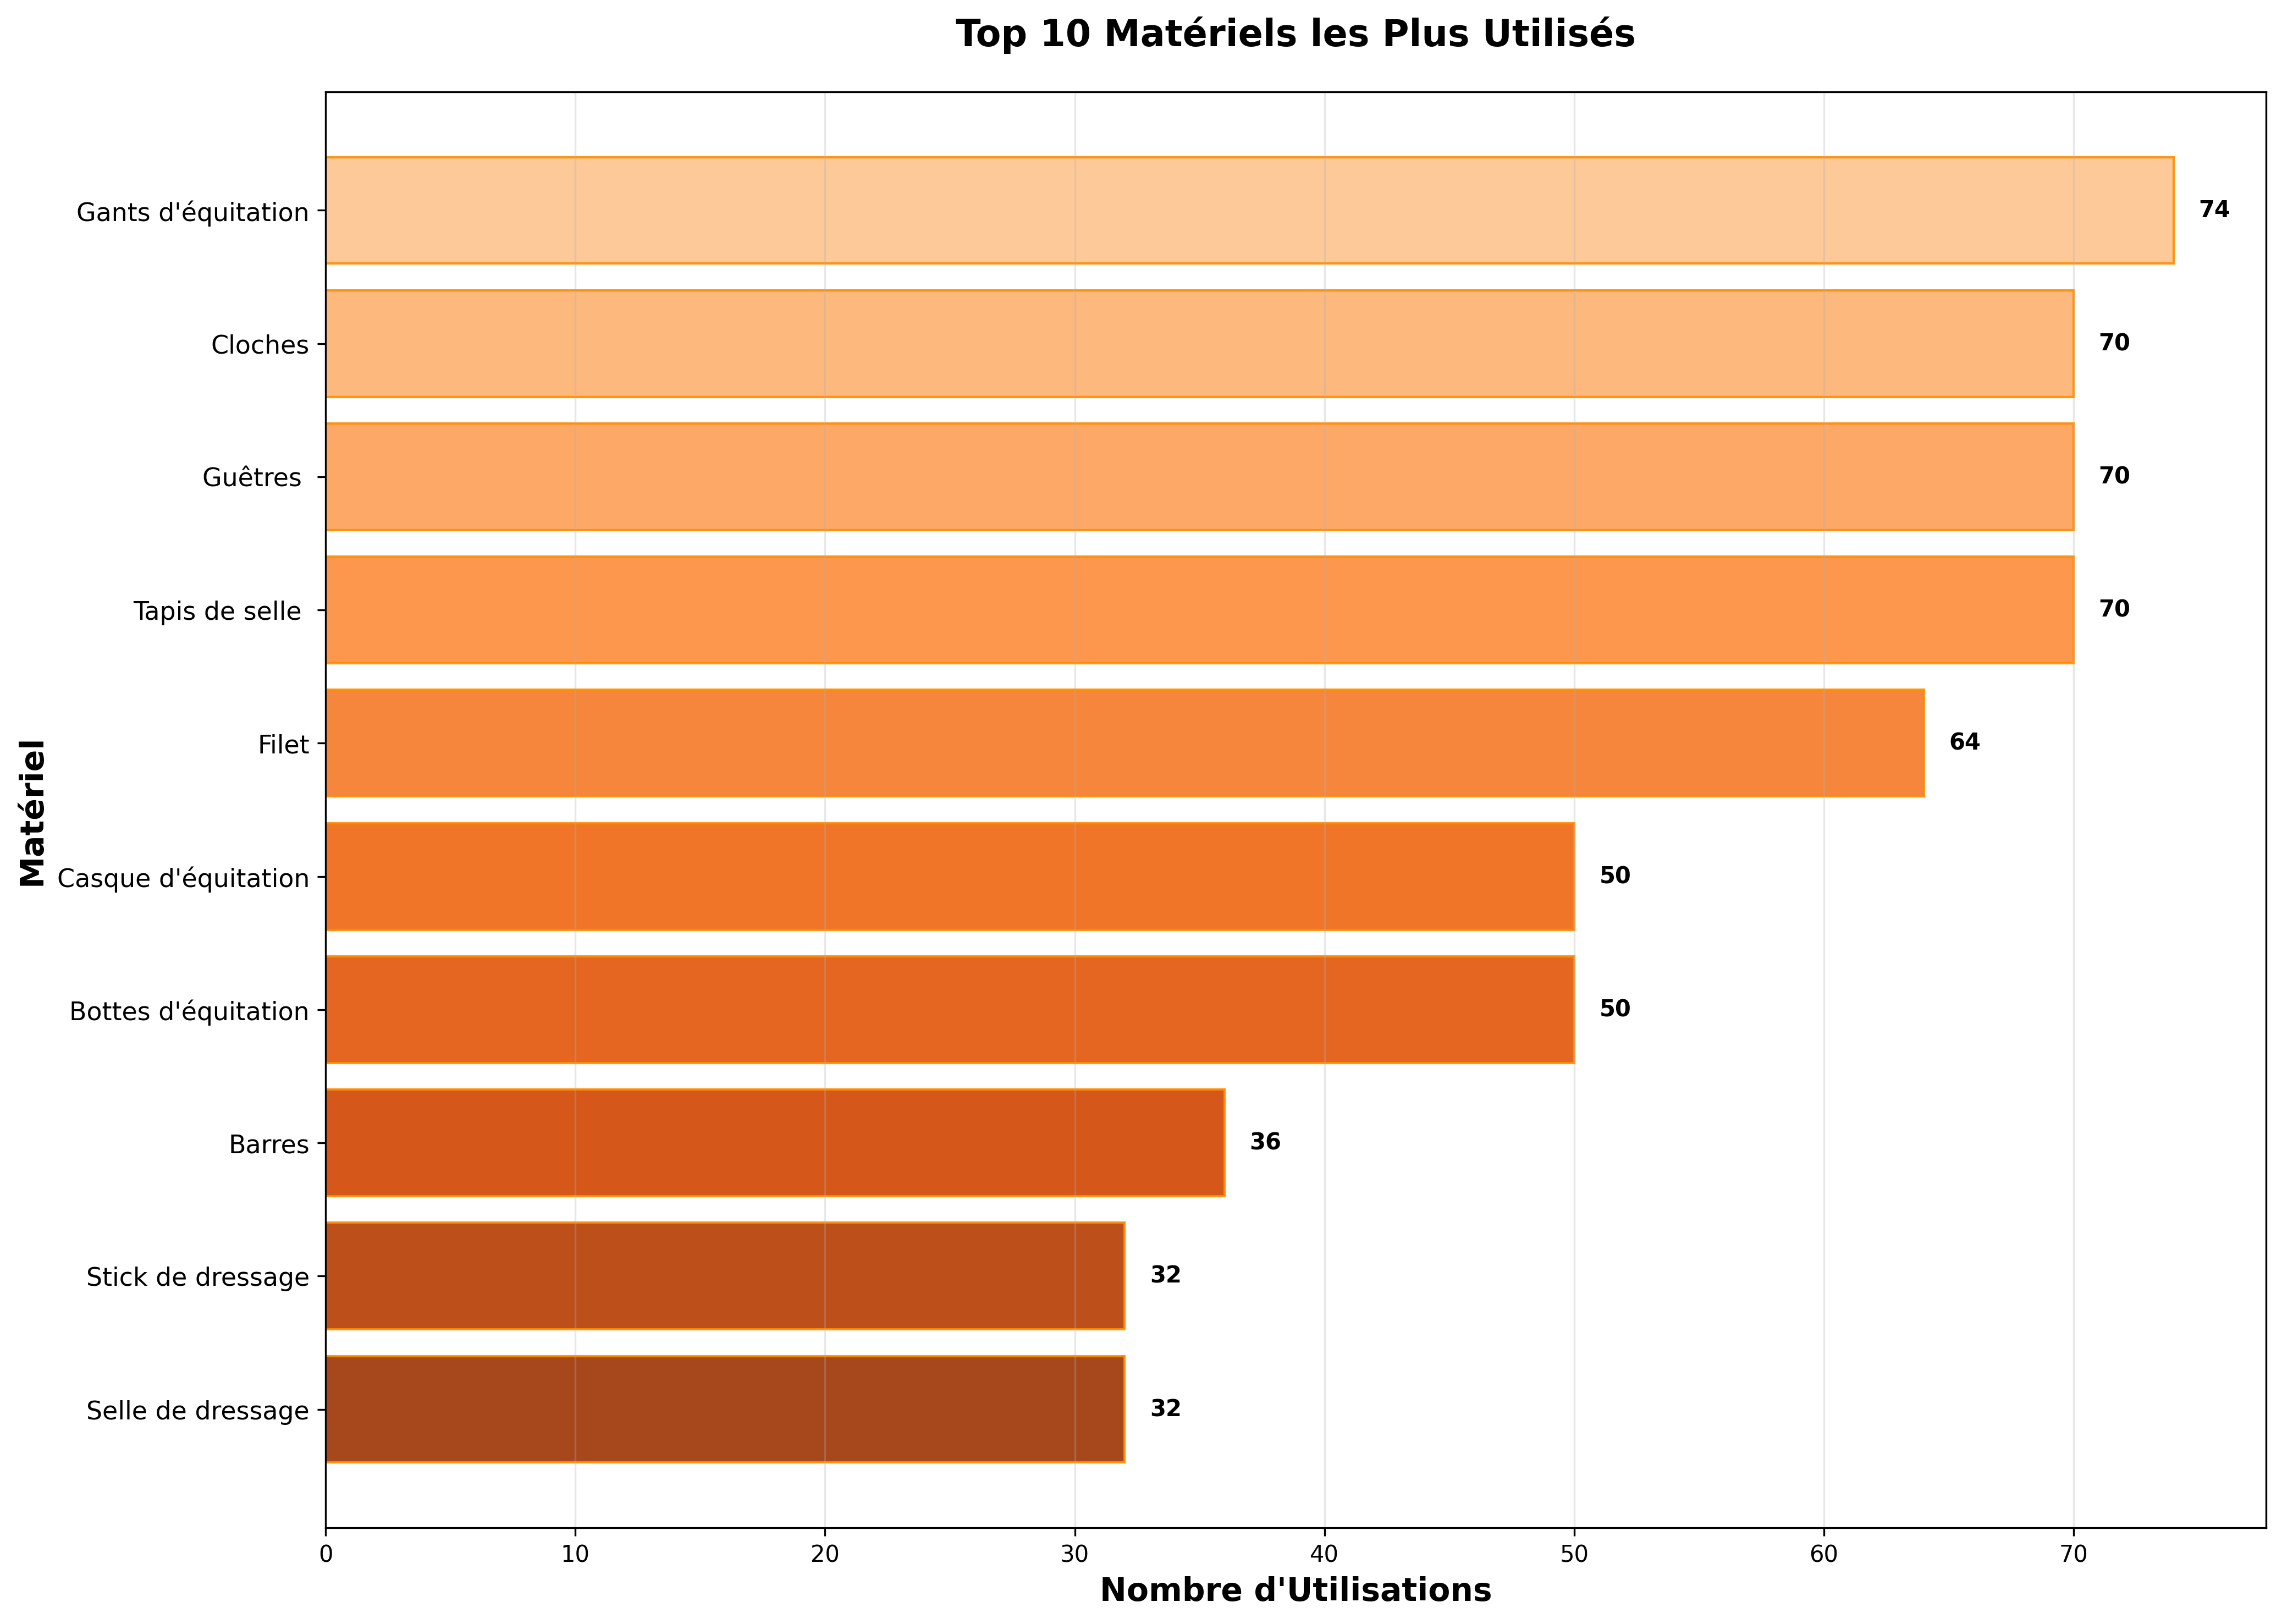 Top 10 Matériels les Plus Utilisés
Matériel
Gants d'équitation 74
Cloches 70
Guêtres 70
Tapis de selle 70
Filet 64
Casque d'équitation 50
Bottes d'équitation 50
Barres 36
Stick de dressage 32
Selle de dressage 32
0 10 20 30 40 50 60 70
Nombre d'Utilisations